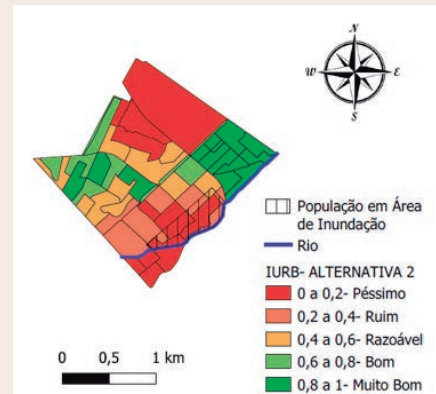 N
W E
S
População em Área
de Inundação
Rio
IURB- ALTERNATIVA 2
0 a 0,2- Péssimo
0,2 a 0,4- Ruim
0,4 a 0,6- Razoável
0,6 a 0,8- Bom
0,8 a 1- Muito Bom
0 0,5 1 km